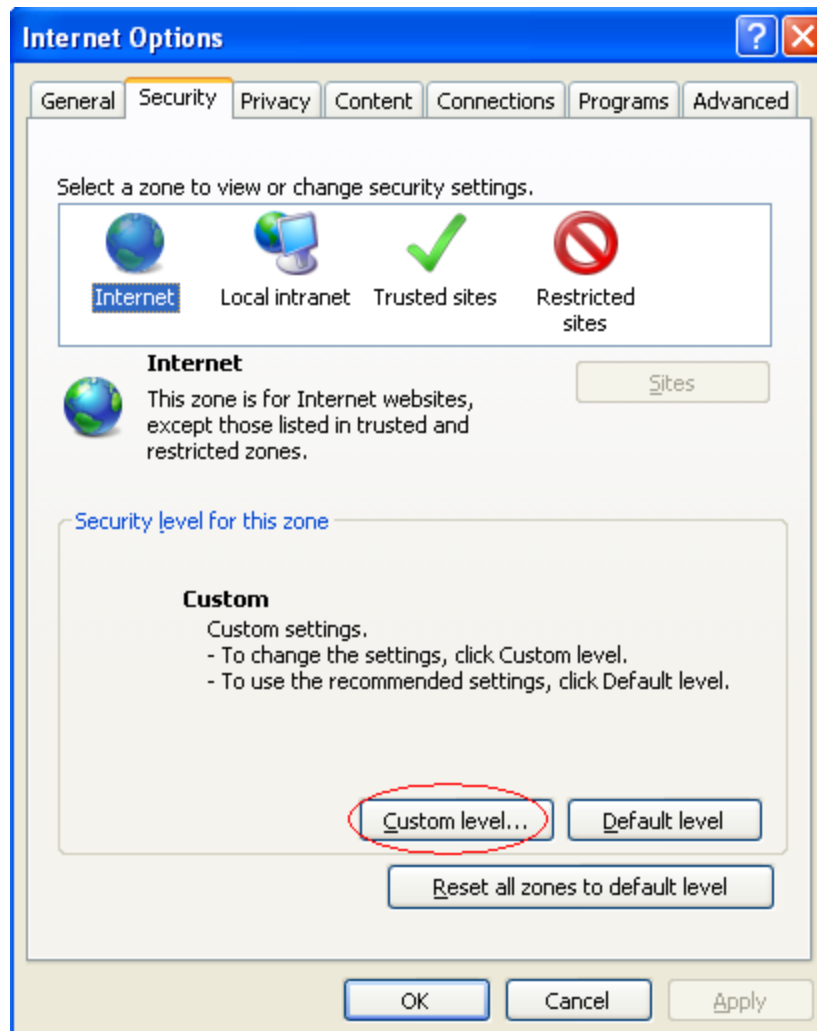 Internet Options
General Security Privacy Content Connections Programs Advanced
Select a zone to view or change security settings.
Internet Local intranet Trusted sites Restricted sites
Internet
This zone is for Internet websites,
except those listed in trusted and
restricted zones.
Sites
Security level for this zone
Custom
Custom settings.
- To change the settings, click Custom level.
- To use the recommended settings, click Default level.
Custom level... Default level
Reset all zones to default level
OK Cancel Apply